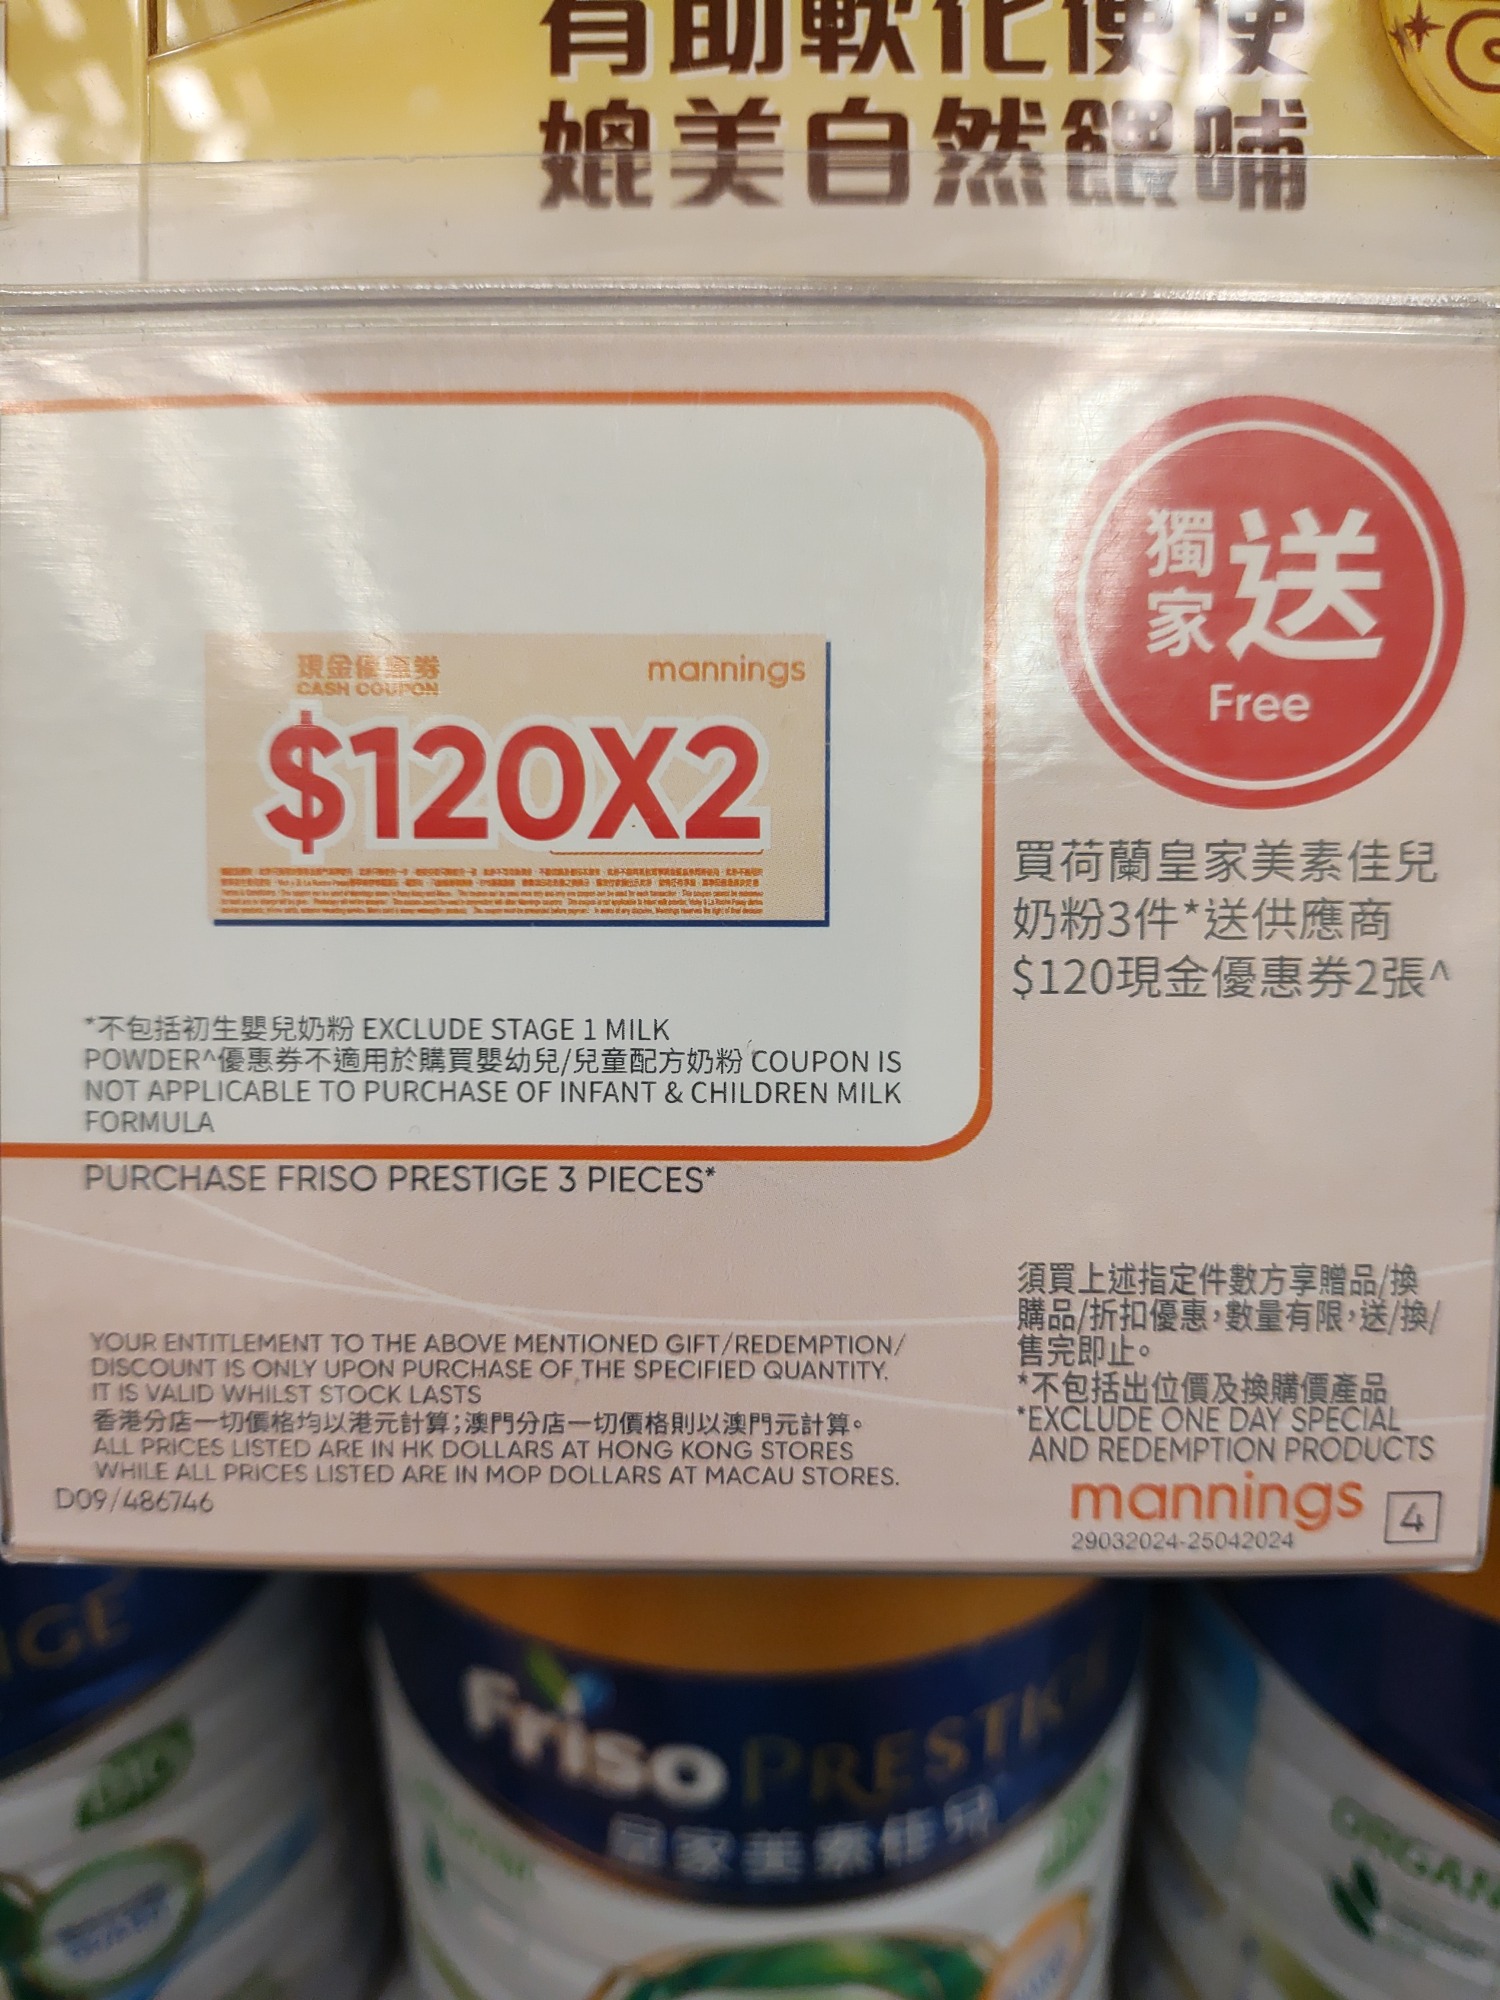 有助軟化便便
媲美自然餵哺
獨家送
Free
現金優惠券
CASH COUPON
mannings
$120X2
買荷蘭皇家美素佳兒
奶粉3件*送供應商
$120現金優惠券2張^
*不包括初生嬰兒奶粉 EXCLUDE STAGE 1 MILK
POWDER^優惠券不適用於購買嬰幼兒/兒童配方奶粉 COUPON IS
NOT APPLICABLE TO PURCHASE OF INFANT & CHILDREN MILK
FORMULA
PURCHASE FRISO PRESTIGE 3 PIECES*
YOUR ENTITLEMENT TO THE ABOVE MENTIONED GIFT/REDEMPTION/
DISCOUNT IS ONLY UPON PURCHASE OF THE SPECIFIED QUANTITY.
IT IS VALID WHILST STOCK LASTS
香港分店一切價格均以港元計算;澳門分店一切價格則以澳門元計算。
ALL PRICES LISTED ARE IN HK DOLLARS AT HONG KONG STORES
WHILE ALL PRICES LISTED ARE IN MOP DOLLARS AT MACAU STORES.
D09/486746
須買上述指定件數方享贈品/換
購品/折扣優惠,數量有限,送/換/
售完即止。
*不包括出位價及換購價產品
*EXCLUDE ONE DAY SPECIAL
AND REDEMPTION PRODUCTS
mannings
4
29032024-25042024
IGE
Friso PRESTIGE
皇家美素佳兒
ORGAN